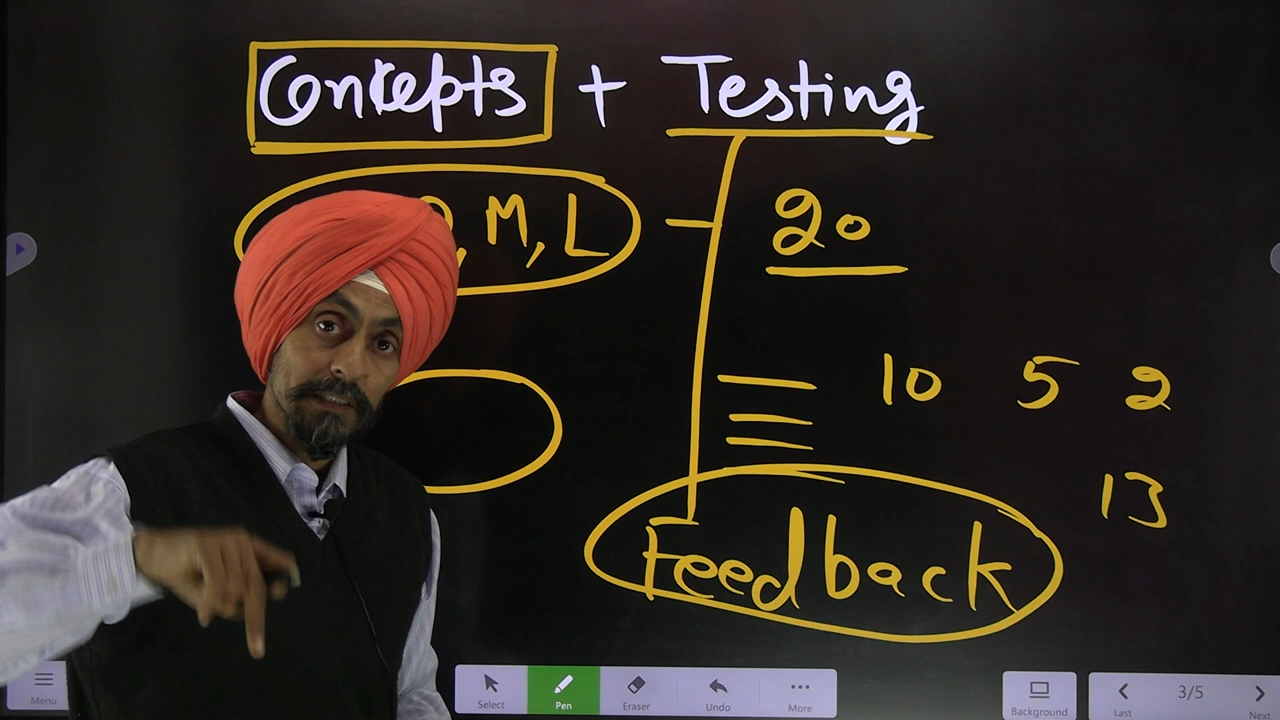 Concepts + Testing
, M, L
20
10 5 2
13
Feedback
Menu
Select
Pen
Eraser
Undo
More
Background
Last
3/5
Next